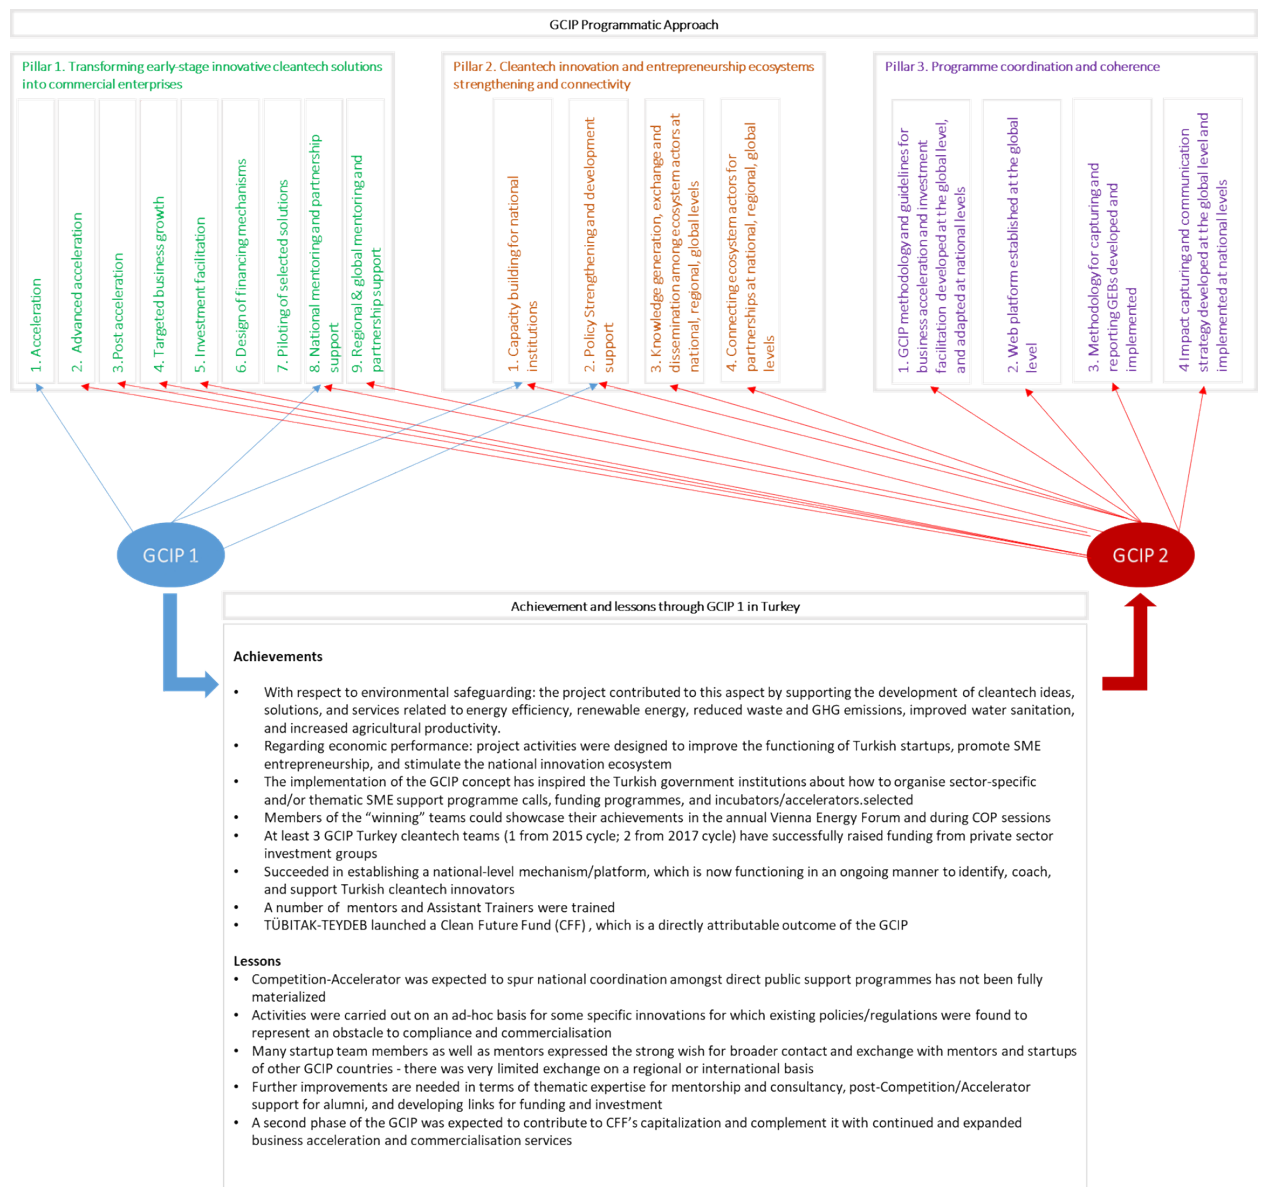 GCIP Programmatic Approach
Pillar 1. Transforming early-stage innovative cleantech solutions
into commercial enterprises
1. Acceleration
2.  Advanced acceleration
3.Post acceleration
4. Targeted business growth
5. Investment facilitation
6. Design of financing mechanisms
7. Piloting of selected solutions
8. National mentoring and partnership
support
9. Regional & global mentoring and
partnership support
Pillar 2. Cleantech innovation and entrepreneurship ecosystems
strengthening and connectivity
1. Capacity building for national
institutions
2. Policy Strengthening and development
support
3. Knowledge generation, exchange and
dissemination among ecosystem actors at
national, regional, global levels
4. Connecting ecosystem actors for
partnerships at national, regional, global
levels
Pillar 3. Programme coordination and coherence
1. GCIP methodology and guidelines for
business acceleration and investment
facilitation developed at the global level,
and adapted at national levels
2. Web platform established at the global
level
3. Methodology for capturing and
reporting GEBs developed and
implemented
4 Impact capturing and communication
strategy developed at the global level and
implemented at national levels
GCIP 1
GCIP 2
Achievement and lessons through GCIP 1 in Turkey
Achievements
• With respect to environmental safeguarding: the project contributed to this aspect by supporting the development of cleantech ideas,
solutions, and services related to energy efficiency, renewable energy, reduced waste and GHG emissions, improved water sanitation,
and increased agricultural productivity.
• Regarding economic performance: project activities were designed to improve the functioning of Turkish startups, promote SME
entrepreneurship, and stimulate the national innovation ecosystem
• The implementation of the GCIP concept has inspired the Turkish government institutions about how to organise sector-specific
and/or thematic SME support programme calls, funding programmes, and incubators/accelerators.selected
• Members of the “winning” teams could showcase their achievements in the annual Vienna Energy Forum and during COP sessions
• At least 3 GCIP Turkey cleantech teams (1 from 2015 cycle; 2 from 2017 cycle) have successfully raised funding from private sector
investment groups
• Succeeded in establishing a national-level mechanism/platform, which is now functioning in an ongoing manner to identify, coach,
and support Turkish cleantech innovators
• A number of  mentors and Assistant Trainers were trained
• TÜBITAK-TEYDEB launched a Clean Future Fund (CFF) , which is a directly attributable outcome of the GCIP
Lessons
• Competition-Accelerator was expected to spur national coordination amongst direct public support programmes has not been fully
materialized
• Activities were carried out on an ad-hoc basis for some specific innovations for which existing policies/regulations were found to
represent an obstacle to compliance and commercialisation
• Many startup team members as well as mentors expressed the strong wish for broader contact and exchange with mentors and startups
of other GCIP countries - there was very limited exchange on a regional or international basis
• Further improvements are needed in terms of thematic expertise for mentorship and consultancy, post-Competition/Accelerator
support for alumni, and developing links for funding and investment
• A second phase of the GCIP was expected to contribute to CFF’s capitalization and complement it with continued and expanded
business acceleration and commercialisation services